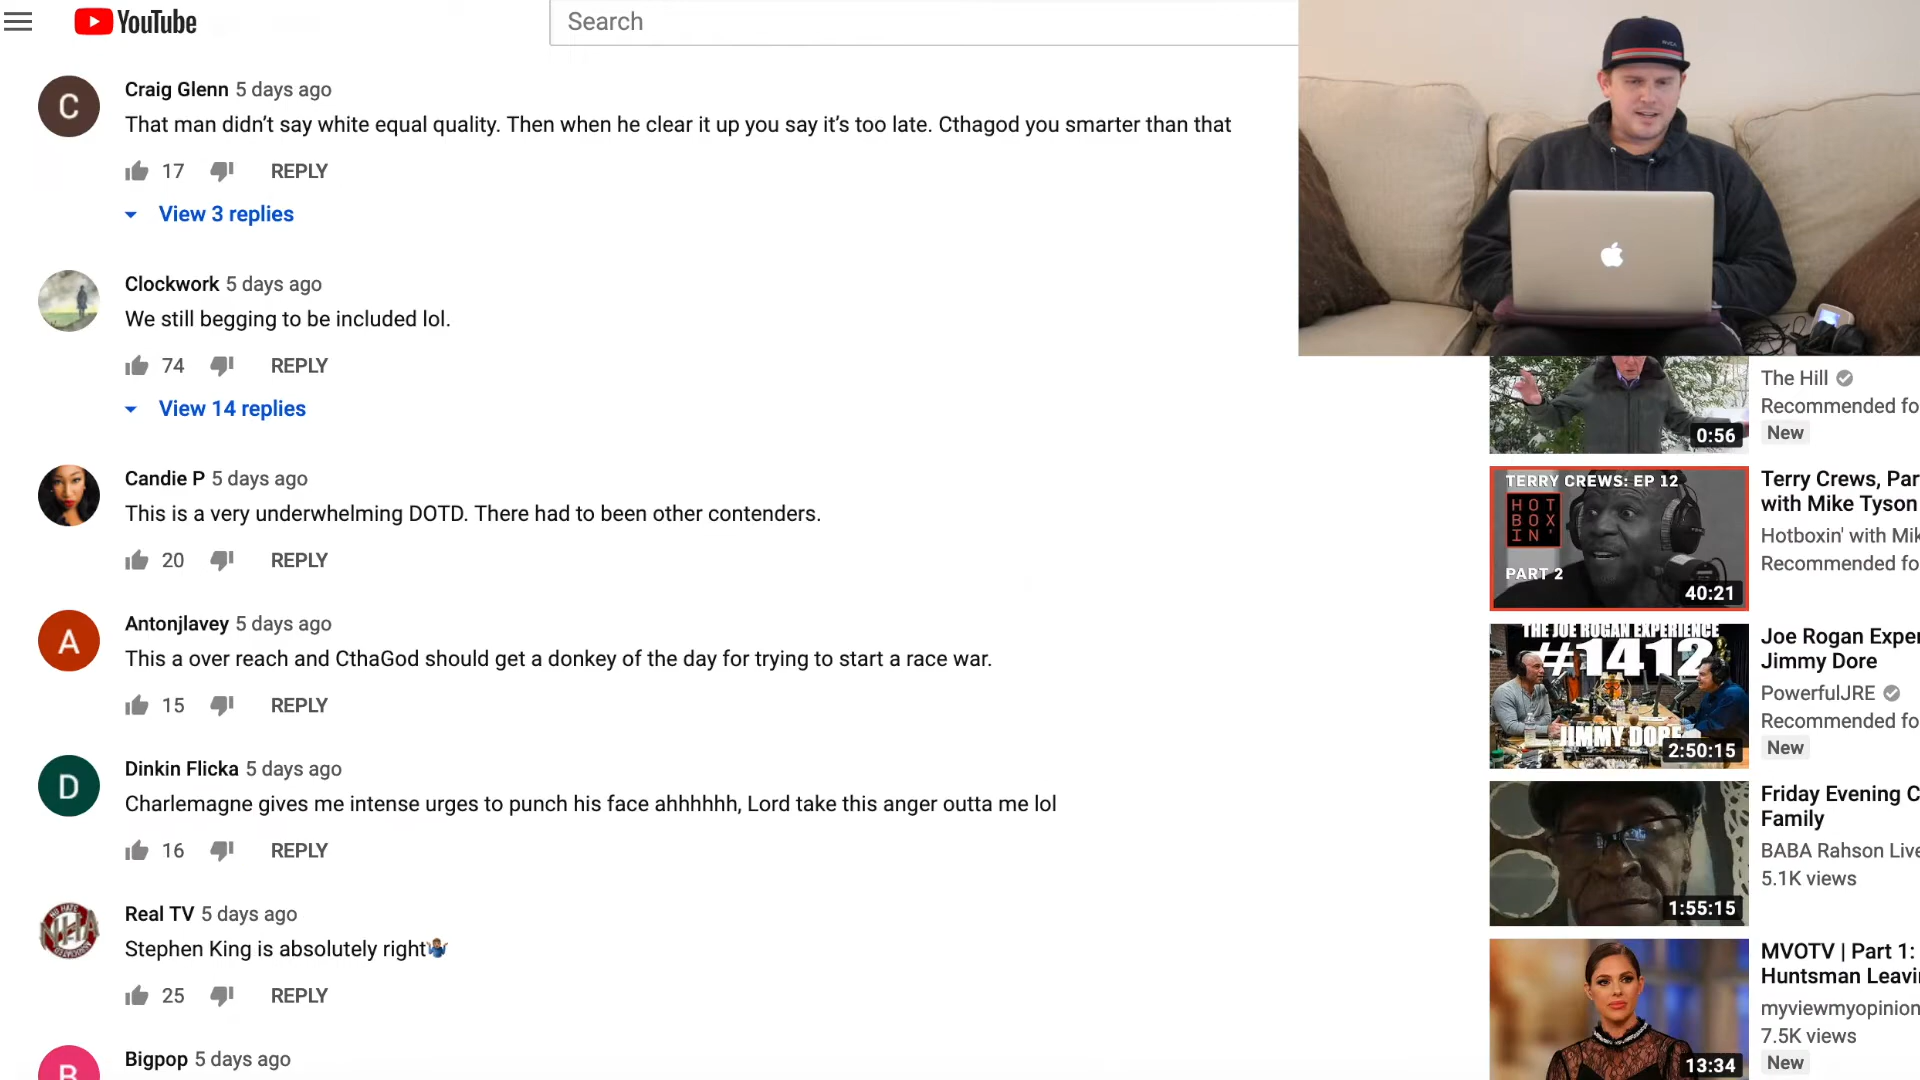 YouTube
Search
C
Craig Glenn 5 days ago
That man didn’t say white equal quality. Then when he clear it up you say it’s too late. Cthagod you smarter than that
17 REPLY
View 3 replies
Clockwork 5 days ago
We still begging to be included lol.
74 REPLY
View 14 replies
Candie P 5 days ago
This is a very underwhelming DOTD. There had to been other contenders.
20 REPLY
A
Antonjlavey 5 days ago
This a over reach and CthaGod should get a donkey of the day for trying to start a race war.
15 REPLY
D
Dinkin Flicka 5 days ago
Charlemagne gives me intense urges to punch his face ahhhhhh, Lord take this anger outta me lol
16 REPLY
NHA
Real TV 5 days ago
Stephen King is absolutely right🤷🏽‍♂️
25 REPLY
B
Bigpop 5 days ago
0:56
The Hill
Recommended fo
New
TERRY CREWS: EP 12
HOT
BOX
IN'
PART 2
40:21
Terry Crews, Par
with Mike Tyson
Hotboxin' with Mik
Recommended fo
THE JOE ROGAN EXPERIENCE
#1412
JIMMY DORE
2:50:15
Joe Rogan Exper
Jimmy Dore
PowerfulJRE
Recommended fo
New
1:55:15
Friday Evening C
Family
BABA Rahson Live
5.1K views
13:34
MVOTV | Part 1:
Huntsman Leavi
myviewmyopinion
7.5K views
New